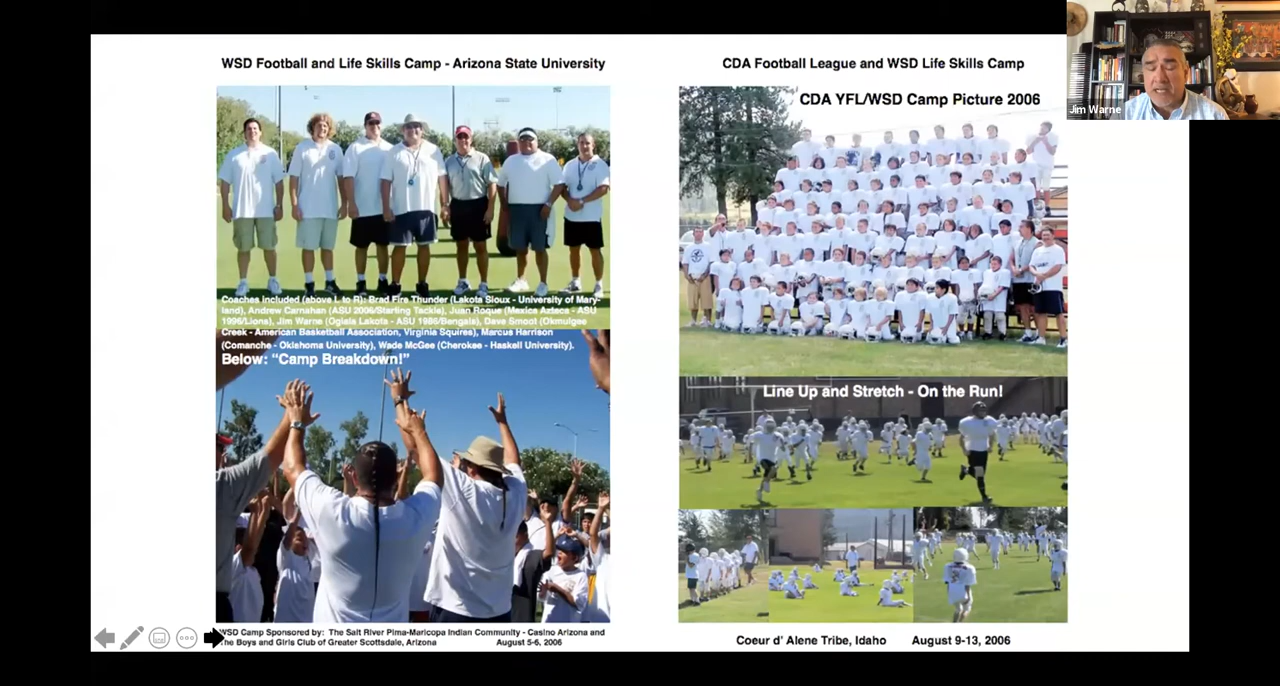 WSD Football and Life Skills Camp - Arizona State University
Coaches included (above L to R): Brad Fire Thunder (Lakota Sioux - University of Mary-
land), Andrew Carnahan (ASU 2006/Starling Tackle), Juan Roque (Mexica Azteca - ASU
1996/Lions), Jim Warne (Oglala Lakota - ASU 1986/Bengals), Dave Smoot (Okmulgee
Creek - American Basketball Association, Virginia Squires), Marcus Harrison
(Comanche - Oklahoma University), Wade McGee (Cherokee - Haskell University).
Below: “Camp Breakdown!”
WSD Camp Sponsored by: The Salt River Pima-Maricopa Indian Community - Casino Arizona and
The Boys and Girls Club of Greater Scottsdale, Arizona August 5-6, 2006
CDA Football League and WSD Life Skills Camp
CDA YFL/WSD Camp Picture 2006
Line Up and Stretch - On the Run!
Coeur d' Alene Tribe, Idaho August 9-13, 2006
Jim Warne